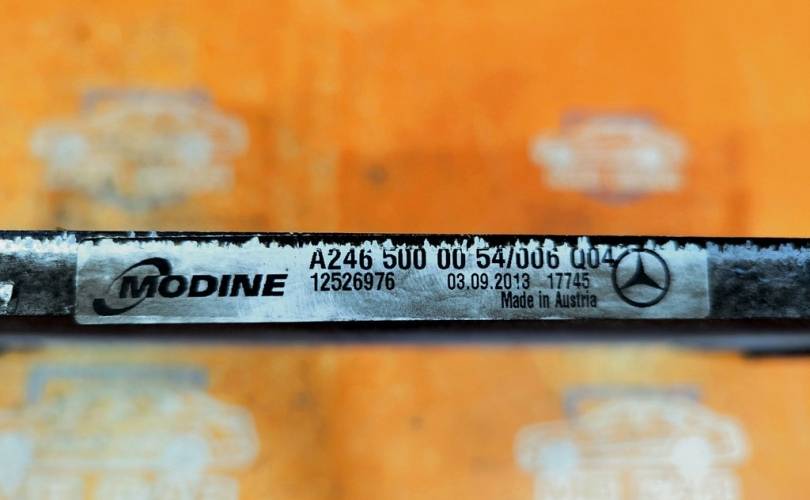 MODINE
A246 500 00 54/006 Q04
12526976 03.09.2013 17745
Made in Austria